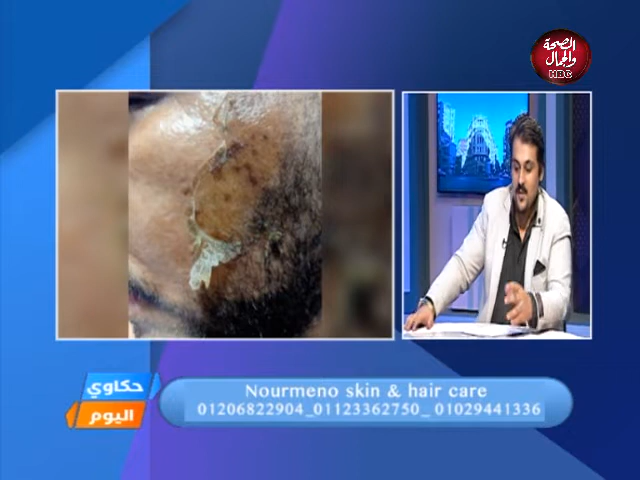 الصحة
والجمال
HBC
حكاوي
اليوم
Nourmeno skin & hair care
01206822904_01123362750_ 01029441336